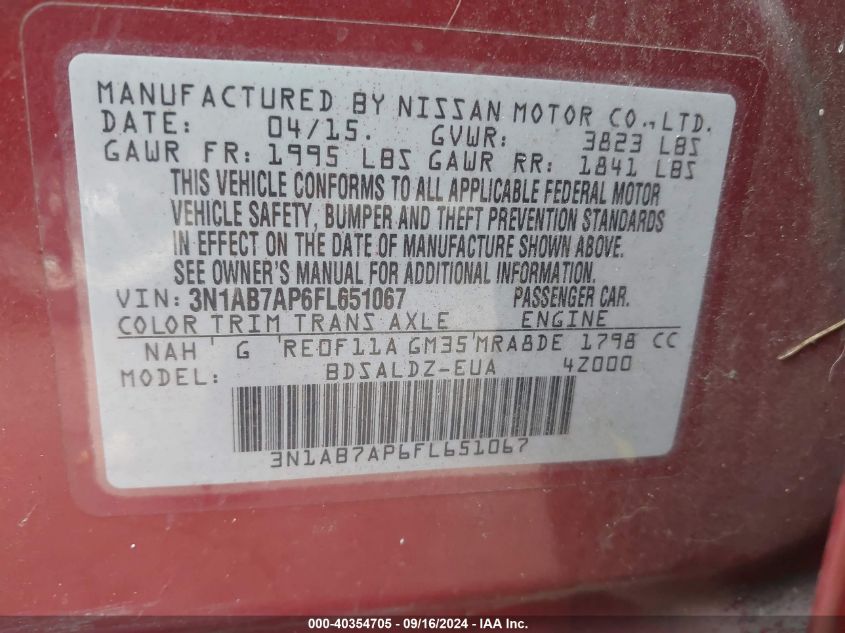 MANUFACTURED BY NISSAN MOTOR CO., LTD.
DATE: 04/15. GVWR: 3823 LBS
GAWR FR: 1995 LBS GAWR RR: 1841 LBS
THIS VEHICLE CONFORMS TO ALL APPLICABLE FEDERAL MOTOR
VEHICLE SAFETY, BUMPER AND THEFT PREVENTION STANDARDS
IN EFFECT ON THE DATE OF MANUFACTURE SHOWN ABOVE.
SEE OWNER'S MANUAL FOR ADDITIONAL INFORMATION.
VIN: 3N1AB7AP6FL651067 PASSENGER CAR.
COLOR TRIM TRANS AXLE ENGINE
NAH G RE0F11A GM35 MRA8DE 1798 CC
MODEL: BDSALDZ-EUA 4Z000
3N1AB7AP6FL651067
000-40354705 - 09/16/2024 - IAA Inc.